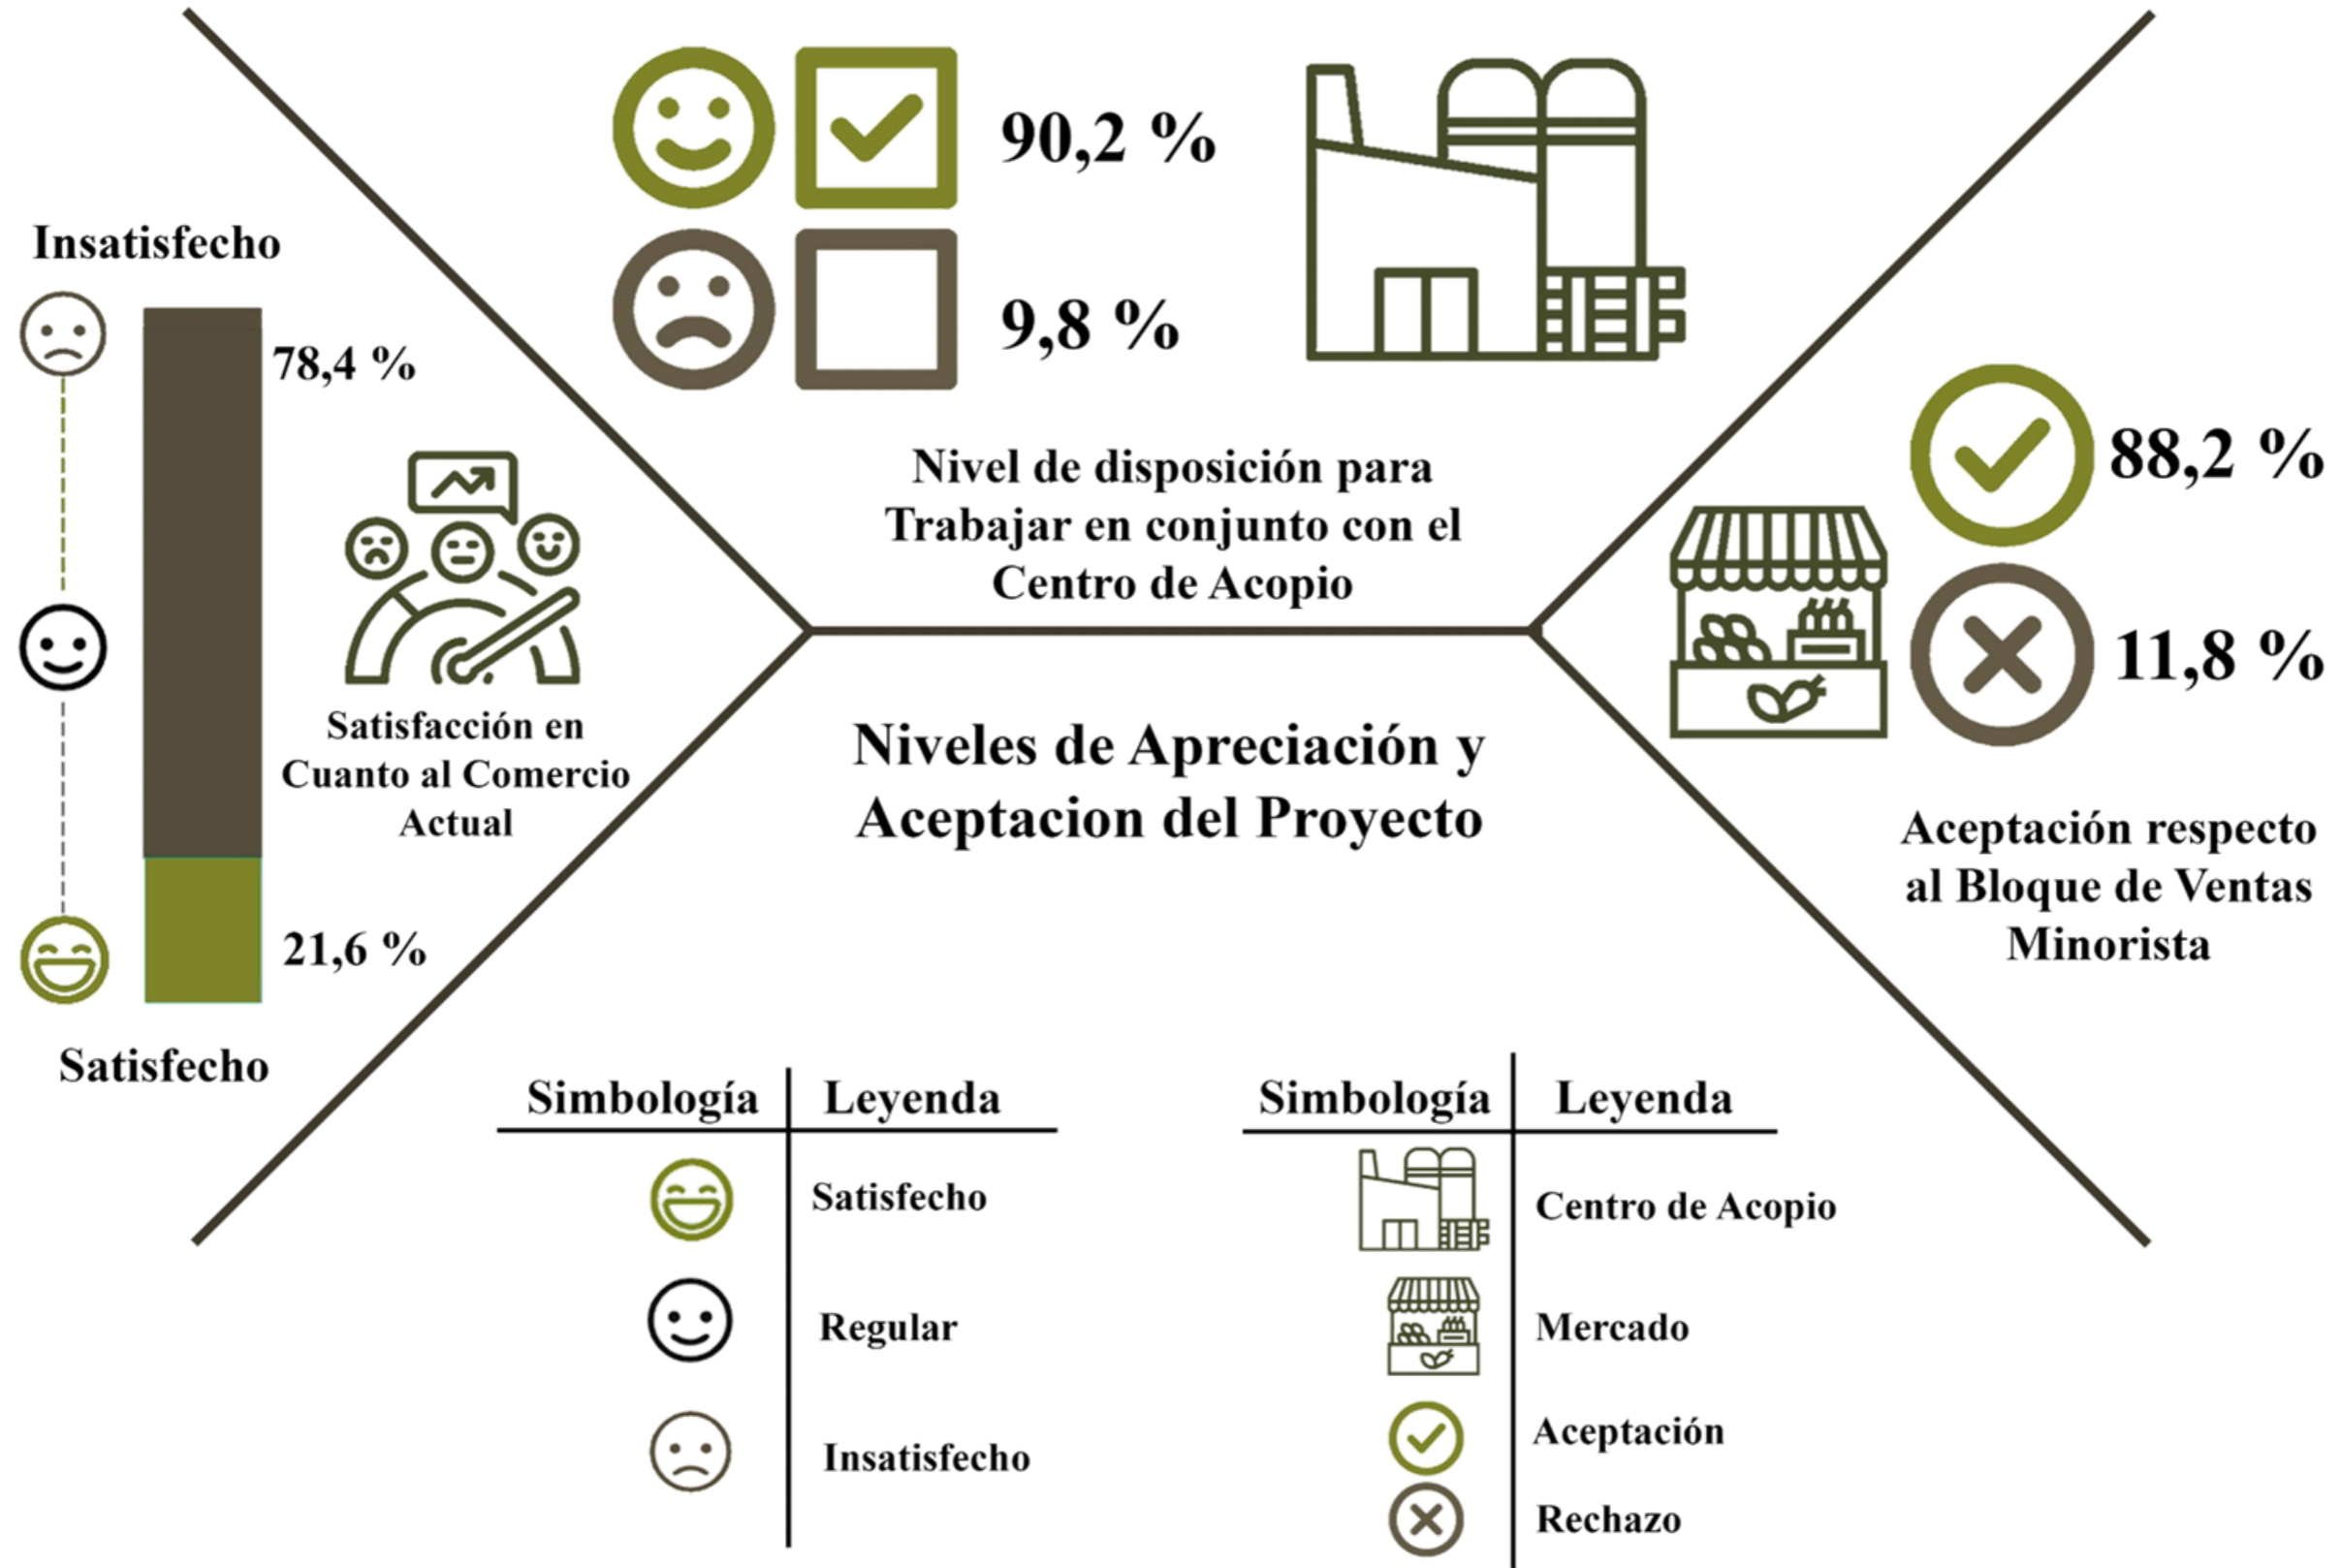 Insatisfecho
78,4 %
Satisfacción en
Cuanto al Comercio
Actual
21,6 %
Satisfecho
90,2 %
9,8 %
Nivel de disposición para
Trabajar en conjunto con el
Centro de Acopio
88,2 %
11,8 %
Aceptación respecto
al Bloque de Ventas
Minorista
Niveles de Apreciación y
Aceptacion del Proyecto
Simbología Leyenda
Satisfecho
Regular
Insatisfecho
Simbología Leyenda
Centro de Acopio
Mercado
Aceptación
Rechazo